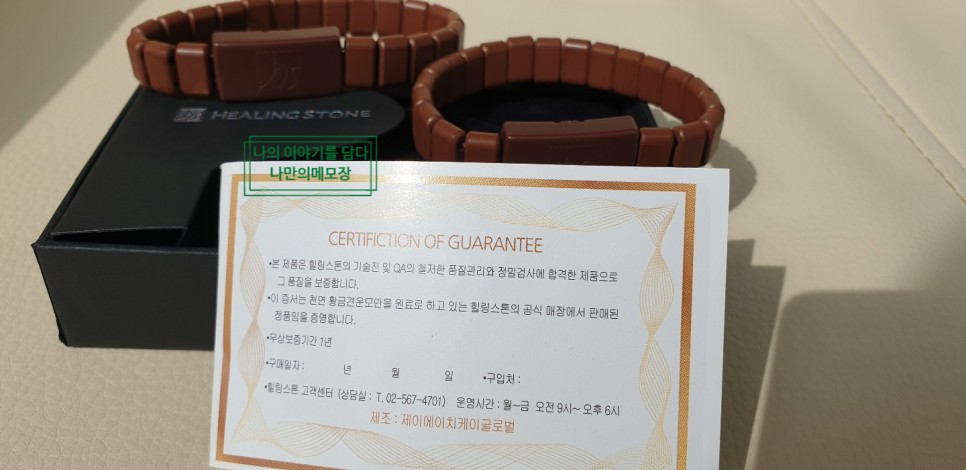 HEALING STONE
나의 이야기를 담다
나만의메모장
CERTIFICTION OF GUARANTEE
•본 제품은 힐링스톤의 기술진 및 QA의 철저한 품질관리와 정밀검사에 합격한 제품으로
그 품질을 보증합니다.
•이 증서는 천연 황금견운모만을 원료로 하고 있는 힐링스톤의 공식 매장에서 판매된
정품임을 증명합니다.
•무상보증기간 1년
•구매일자 : 년 월 일 •구입처 :
•힐링스톤 고객센터 (상담실 : T. 02-567-4701) 운영시간 : 월~금 오전 9시~ 오후 6시
제조 : 제이에이치케이글로벌